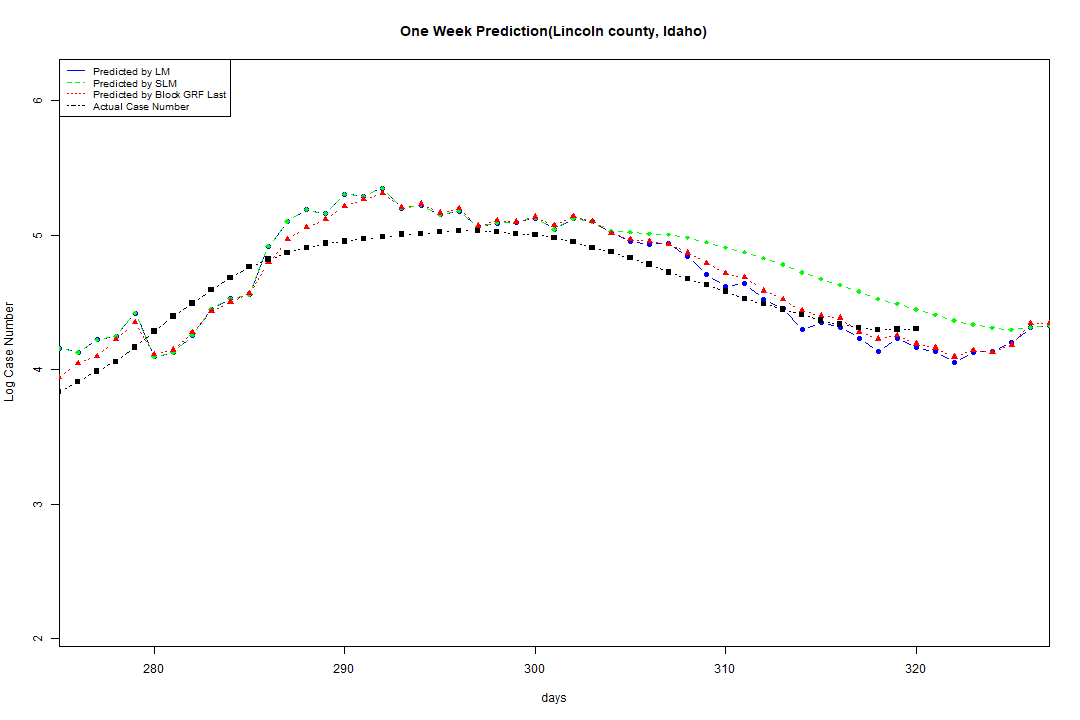 One Week Prediction(Lincoln county, Idaho)
Predicted by LM
Predicted by SLM
Predicted by Block GRF Last
Actual Case Number
6
5
4
3
2
Log Case Number
280 290 300 310 320
days